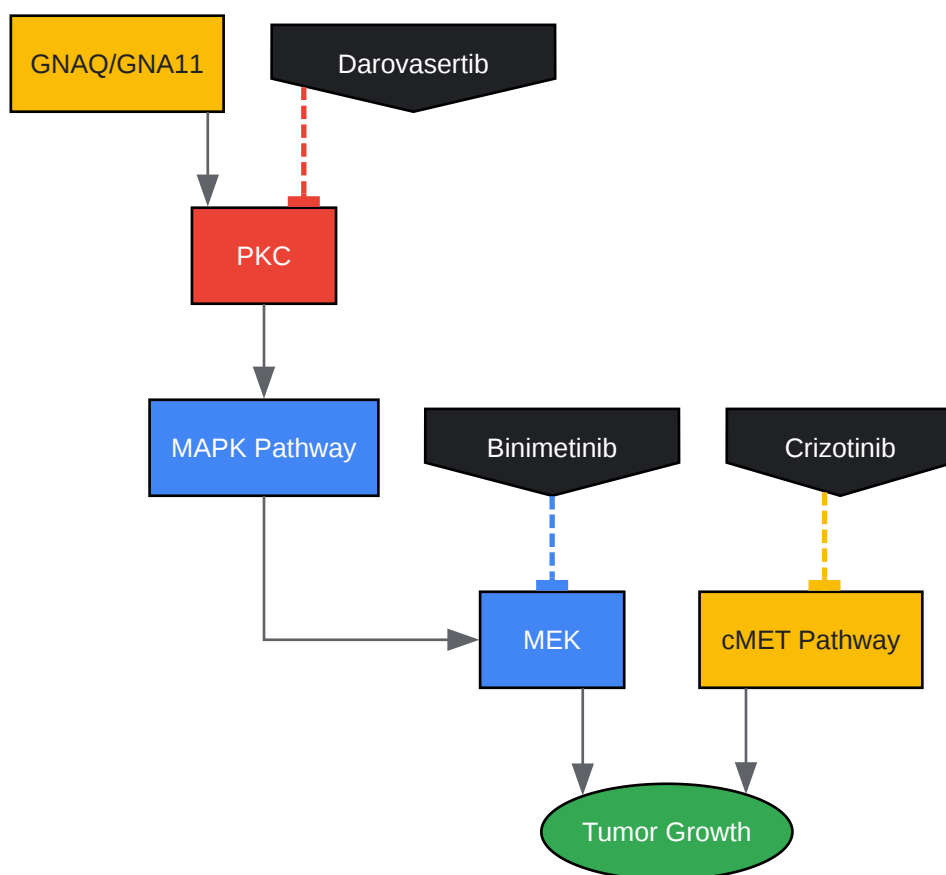 GNAQ/GNA11
Darovasertib
PKC
MAPK Pathway
Binimetinib
Crizotinib
MEK
cMET Pathway
Tumor Growth